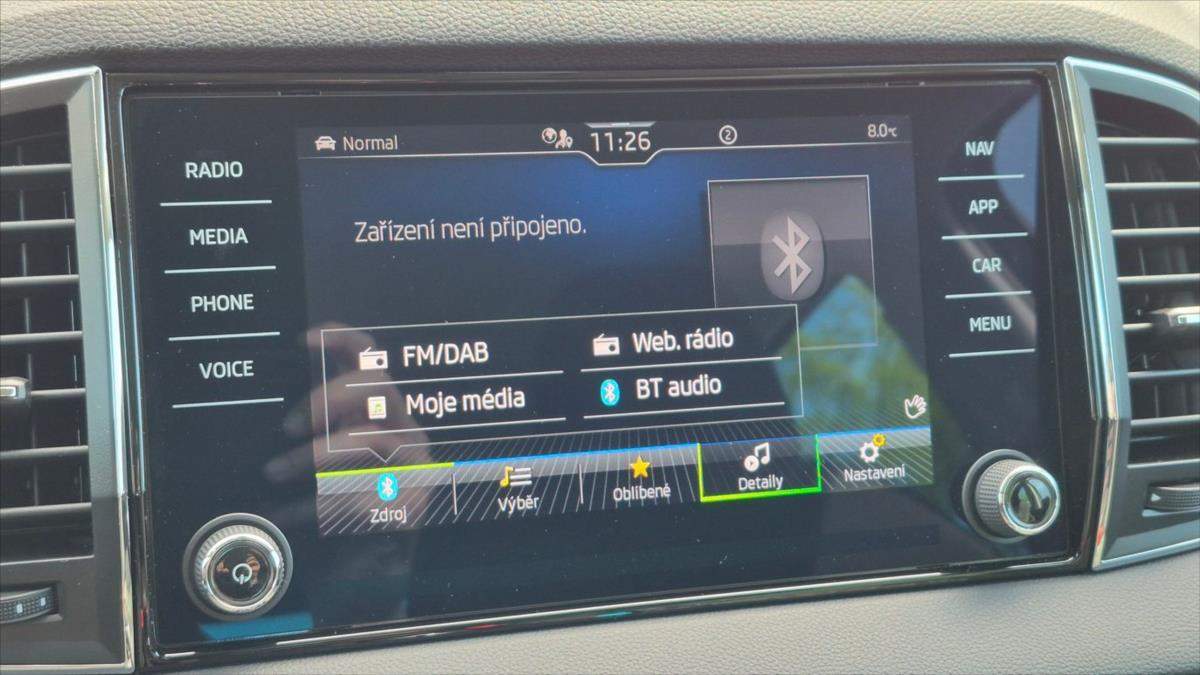 Normal
11:26
2
8.0°C
RADIO
MEDIA
PHONE
VOICE
NAV
APP
CAR
MENU
Zařízení není připojeno.
FM/DAB
Web. rádio
Moje média
BT audio
Zdroj
Výběr
Oblíbené
Detaily
Nastavení